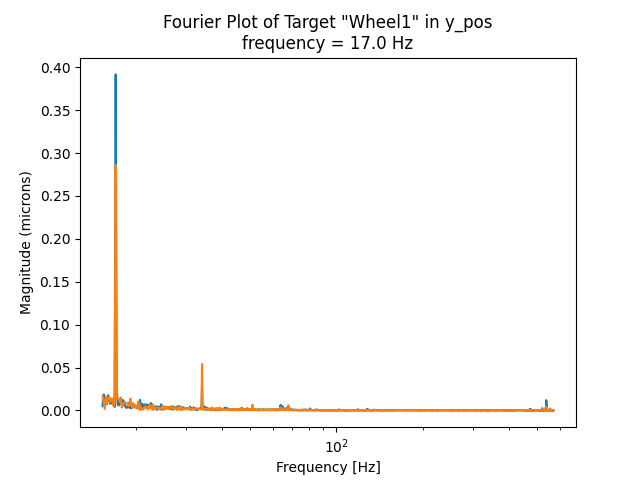 Fourier Plot of Target "Wheel1" in y_pos
frequency = 17.0 Hz
0.40
0.35
0.30
0.25
0.20
0.15
0.10
0.05
0.00
Magnitude (microns)
10²
Frequency [Hz]